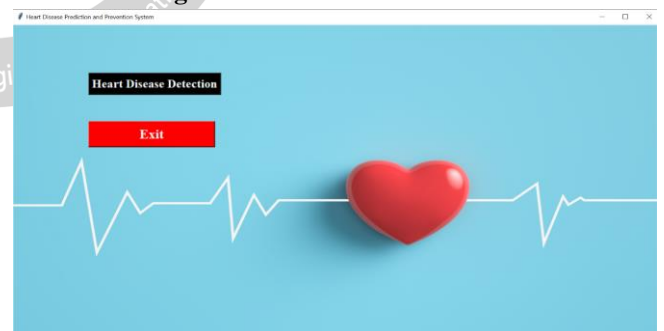 Heart Disease Prediction and Prevention System
Heart Disease Detection
Exit